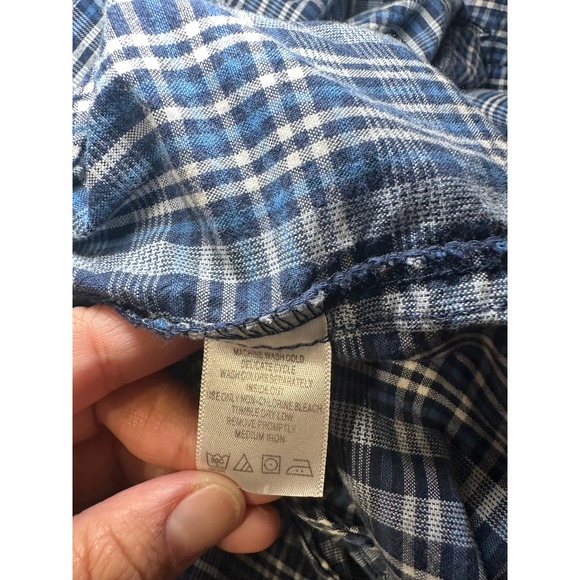 MACHINE WASH COLD
DELICATE CYCLE
WASH COLORS SEPARATELY
INSIDE OUT
USE ONLY NON-CHLORINE BLEACH
TUMBLE DRY LOW
REMOVE PROMPTLY
MEDIUM IRON